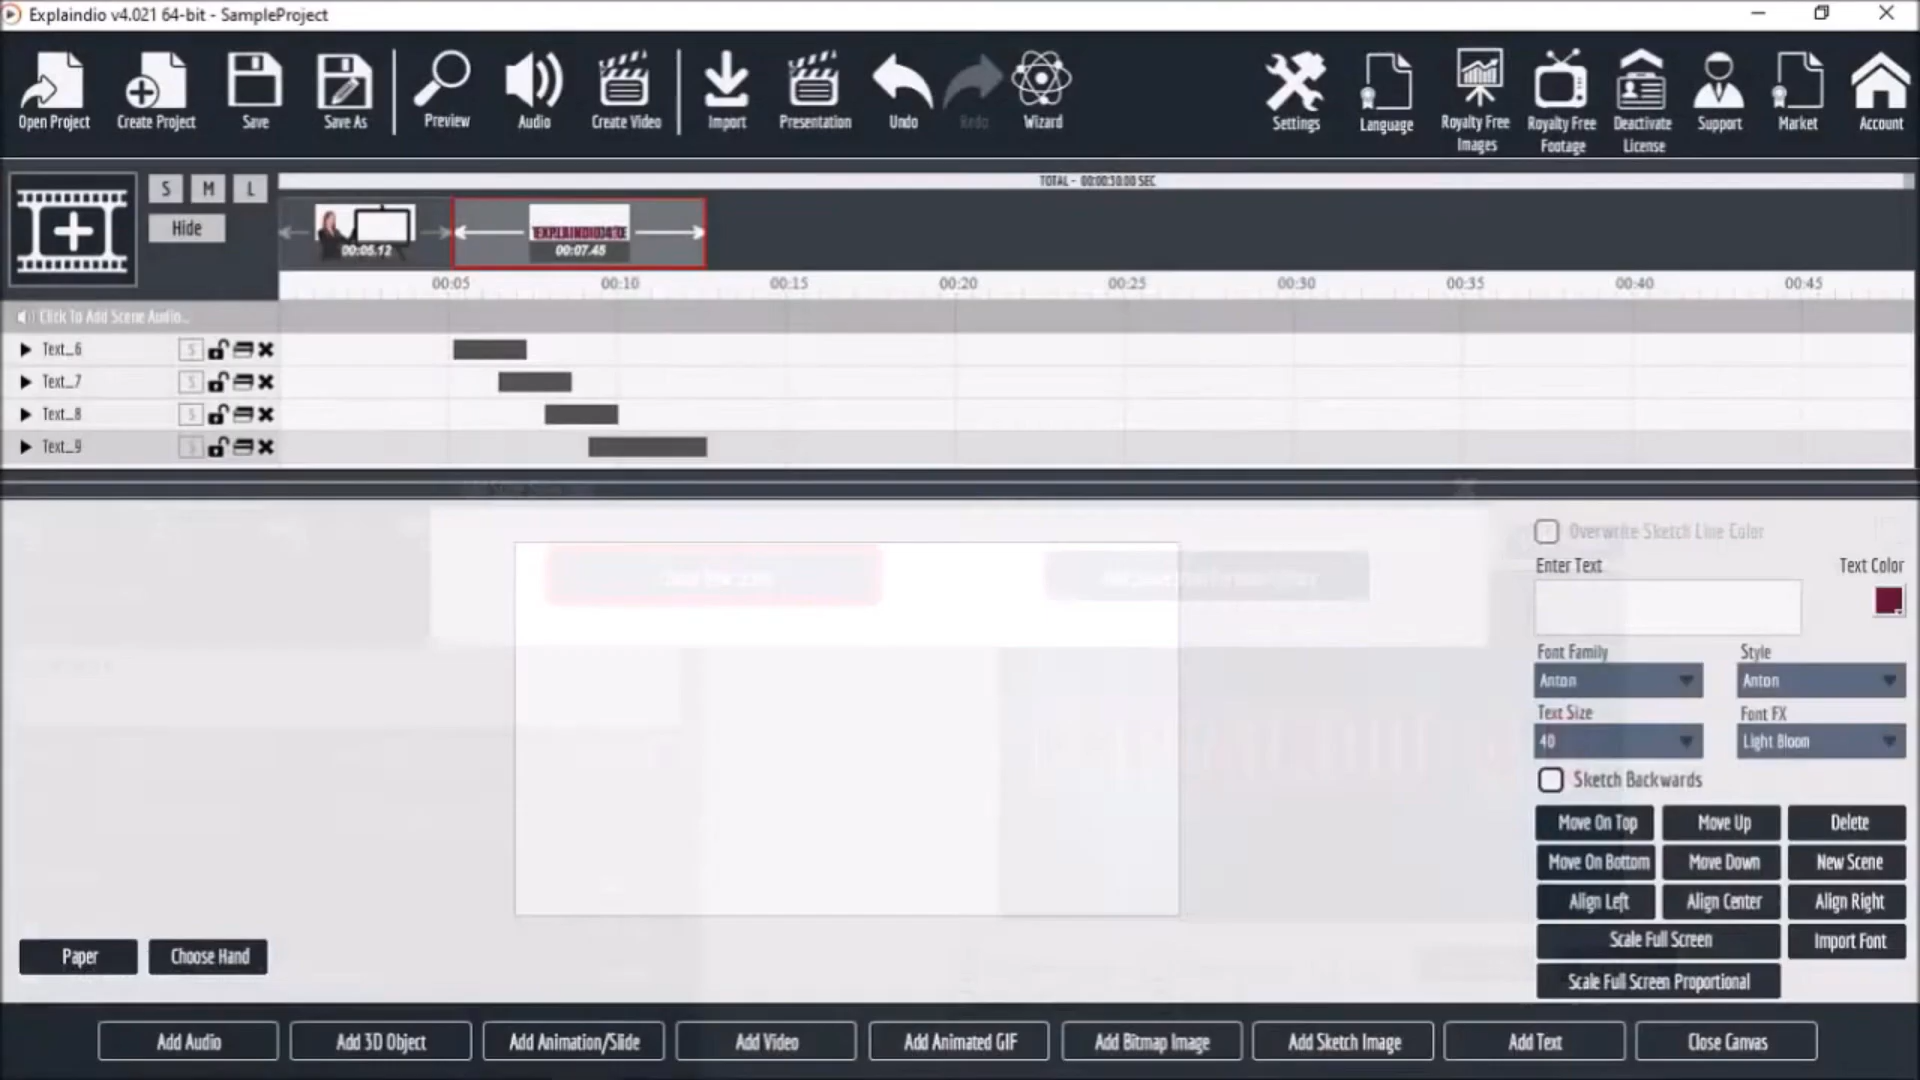 Explaindio v4.021 64-bit - SampleProject
Open Project
Create Project
Save
Save As
Preview
Audio
Create Video
Import
Presentation
Undo
Redo
Wizard
Settings
Language
Royalty Free Images
Royalty Free Footage
Deactivate License
Support
Market
Account
S M L
Hide
TOTAL - 00:00:30.00 SEC
00:05.12
00:07.45
00:05 00:10 00:15 00:20 00:25 00:30 00:35 00:40 00:45
Click To Add Scene Audio...
Text_6 S
Text_7 S
Text_8 S
Text_9 S
Overwrite Sketch Line Color
Enter Text Text Color
Font Family Style
Anton Anton
Text Size Font FX
40 Light Bloom
Sketch Backwards
Move On Top Move Up Delete
Move On Bottom Move Down New Scene
Align Left Align Center Align Right
Scale Full Screen Import Font
Scale Full Screen Proportional
Paper Choose Hand
Add Audio Add 3D Object Add Animation/Slide Add Video Add Animated GIF Add Bitmap Image Add Sketch Image Add Text Close Canvas